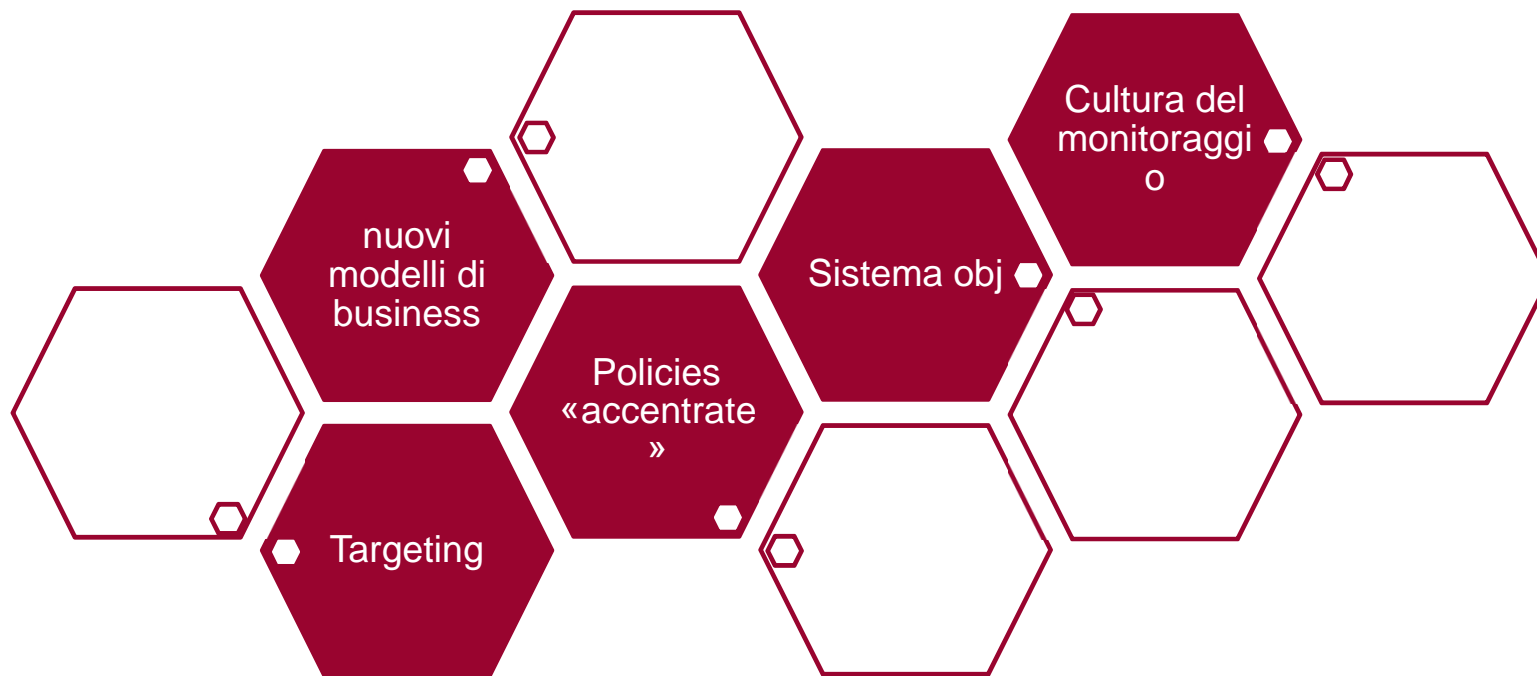 Cultura del
monitoraggi
o
nuovi
modelli di
business
Sistema obj
Policies
«accentrate
»
Targeting